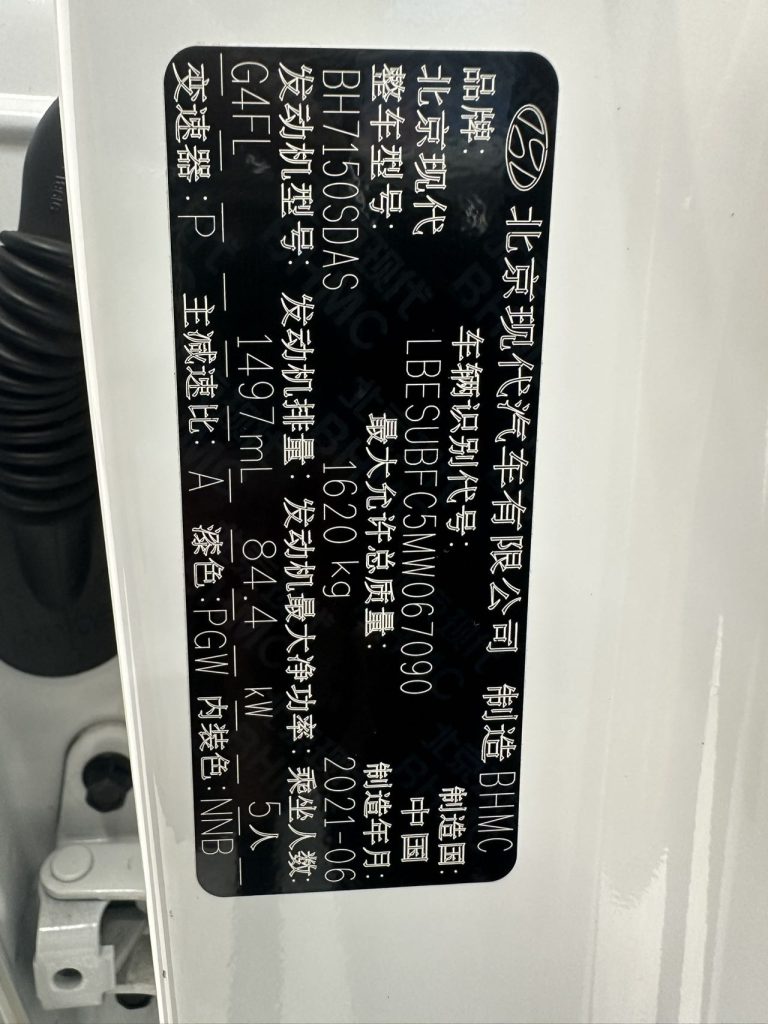 北京现代汽车有限公司 制造 BHMC
品牌: 车辆识别代号: 制造国:
北京现代 LBESUBFC5MW067090 中国
整车型号: 最大允许总质量: 制造年月:
BH7150SDAS 1620 kg 2021-06
发动机型号: 发动机排量: 发动机最大净功率: 乘坐人数:
G4FL 1497mL 84.4 kW 5人
变速器: P 主减速比: A 漆色: PGW 内装色: NNB